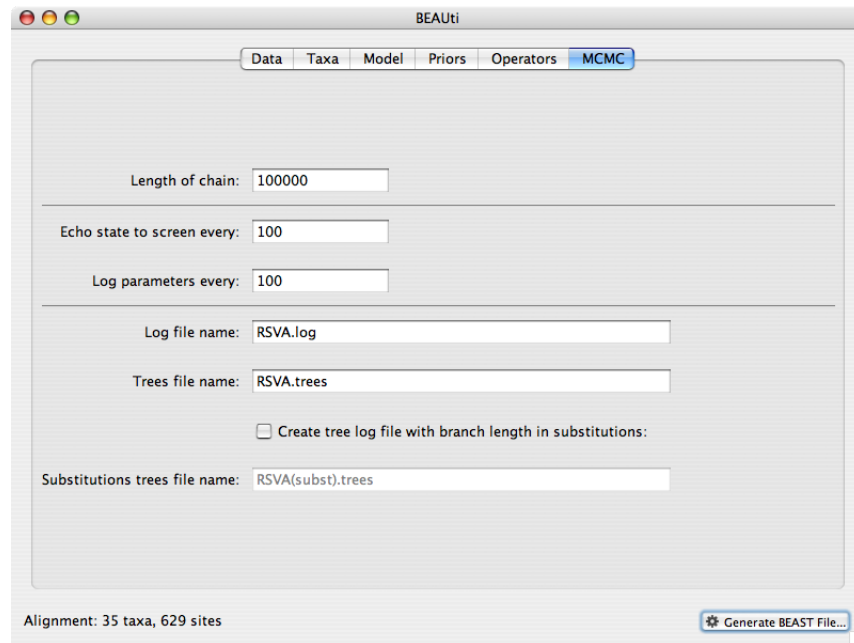 BEAUti
Data Taxa Model Priors Operators MCMC
Length of chain: 100000
Echo state to screen every: 100
Log parameters every: 100
Log file name: RSVA.log
Trees file name: RSVA.trees
Create tree log file with branch length in substitutions:
Substitutions trees file name: RSVA(subst).trees
Alignment: 35 taxa, 629 sites Generate BEAST File...